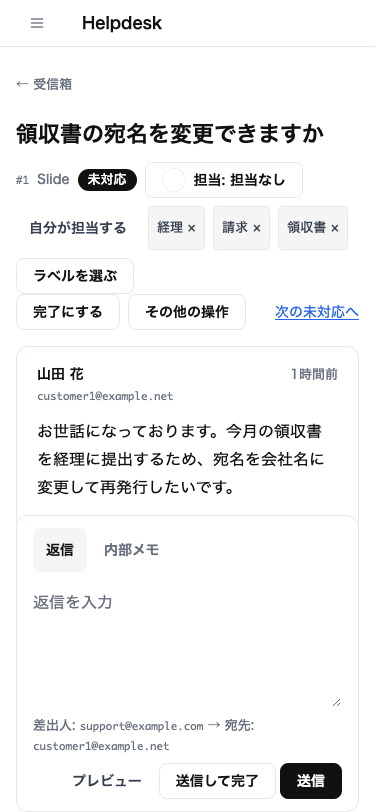 Helpdesk
← 受信箱
領収書の宛名を変更できますか
#1 Slide 未対応 担当: 担当なし
自分が担当する 経理 × 請求 × 領収書 ×
ラベルを選ぶ
完了にする その他の操作 次の未対応へ
山田 花 1時間前
customer1@example.net
お世話になっております。今月の領収書
を経理に提出するため、宛名を会社名に
変更して再発行したいです。
返信 内部メモ
返信を入力
差出人: support@example.com → 宛先:
customer1@example.net
プレビュー 送信して完了 送信